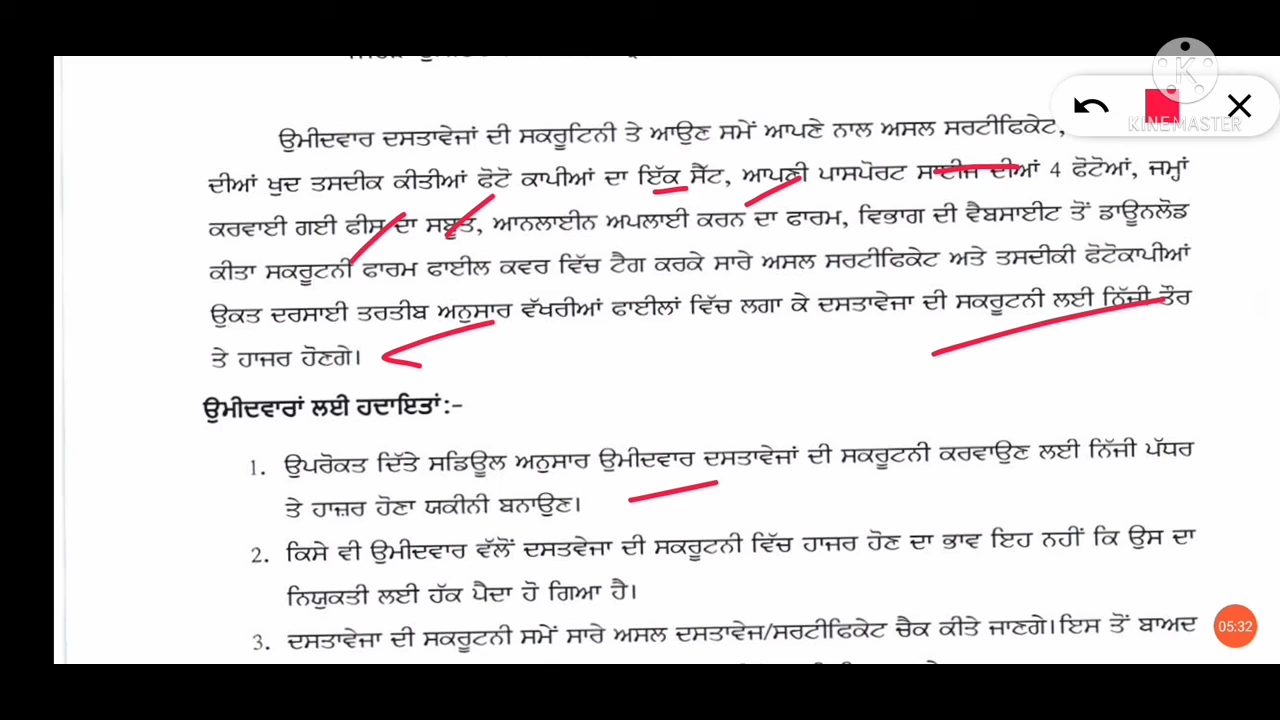 KINEMASTER
ਉਮੀਦਵਾਰ ਦਸਤਾਵੇਜਾਂ ਦੀ ਸਕਰੂਟਿਨੀ ਤੇ ਆਉਣ ਸਮੇਂ ਆਪਣੇ ਨਾਲ ਅਸਲ ਸਰਟੀਫਿਕੇਟ,
ਦੀਆਂ ਖੁਦ ਤਸਦੀਕ ਕੀਤੀਆਂ ਫੋਟੋ ਕਾਪੀਆਂ ਦਾ ਇੱਕ ਸੈੱਟ, ਆਪਣੀ ਪਾਸਪੋਰਟ ਸਾਈਜ ਦੀਆਂ 4 ਫੋਟੋਆਂ, ਜਮ੍ਹਾਂ
ਕਰਵਾਈ ਗਈ ਫੀਸ ਦਾ ਸਬੂਤ, ਆਨਲਾਈਨ ਅਪਲਾਈ ਕਰਨ ਦਾ ਫਾਰਮ, ਵਿਭਾਗ ਦੀ ਵੈਬਸਾਈਟ ਤੋਂ ਡਾਊਨਲੋਡ
ਕੀਤਾ ਸਕਰੂਟਨੀ ਫਾਰਮ ਫਾਈਲ ਕਵਰ ਵਿੱਚ ਟੈਗ ਕਰਕੇ ਸਾਰੇ ਅਸਲ ਸਰਟੀਫਿਕੇਟ ਅਤੇ ਤਸਦੀਕੀ ਫੋਟੋਕਾਪੀਆਂ
ਉਕਤ ਦਰਸਾਈ ਤਰਤੀਬ ਅਨੁਸਾਰ ਵੱਖਰੀਆਂ ਫਾਈਲਾਂ ਵਿੱਚ ਲਗਾ ਕੇ ਦਸਤਾਵੇਜਾ ਦੀ ਸਕਰੂਟਨੀ ਲਈ ਨਿੱਜੀ ਤੌਰ
ਤੇ ਹਾਜਰ ਹੋਣਗੇ।
ਉਮੀਦਵਾਰਾਂ ਲਈ ਹਦਾਇਤਾਂ:-
1. ਉਪਰੋਕਤ ਦਿੱਤੇ ਸਡਿਊਲ ਅਨੁਸਾਰ ਉਮੀਦਵਾਰ ਦਸਤਾਵੇਜਾਂ ਦੀ ਸਕਰੂਟਨੀ ਕਰਵਾਉਣ ਲਈ ਨਿੱਜੀ ਪੱਧਰ
ਤੇ ਹਾਜ਼ਰ ਹੋਣਾ ਯਕੀਨੀ ਬਨਾਉਣ।
2. ਕਿਸੇ ਵੀ ਉਮੀਦਵਾਰ ਵੱਲੋਂ ਦਸਤਵੇਜਾ ਦੀ ਸਕਰੂਟਨੀ ਵਿੱਚ ਹਾਜਰ ਹੋਣ ਦਾ ਭਾਵ ਇਹ ਨਹੀਂ ਕਿ ਉਸ ਦਾ
ਨਿਯੁਕਤੀ ਲਈ ਹੱਕ ਪੈਦਾ ਹੋ ਗਿਆ ਹੈ।
3. ਦਸਤਾਵੇਜਾ ਦੀ ਸਕਰੂਟਨੀ ਸਮੇਂ ਸਾਰੇ ਅਸਲ ਦਸਤਾਵੇਜ/ਸਰਟੀਫਿਕੇਟ ਚੈਕ ਕੀਤੇ ਜਾਣਗੇ।ਇਸ ਤੋਂ ਬਾਅਦ
05:32